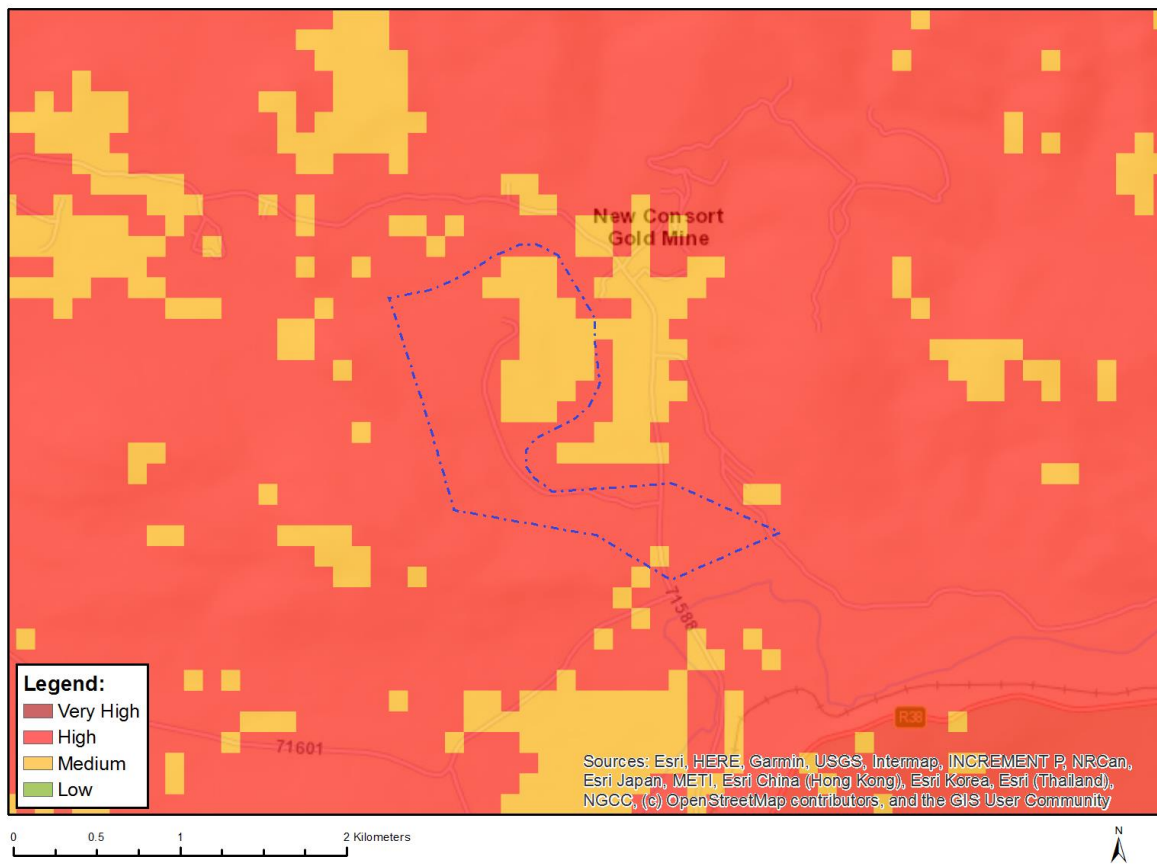 New Consort
Gold Mine
71588
Legend:
Very High
High
Medium
Low
71601
R38
Sources: Esri, HERE, Garmin, USGS, Intermap, INCREMENT P, NRCan,
Esri Japan, METI, Esri China (Hong Kong), Esri Korea, Esri (Thailand),
NGCC, (c) OpenStreetMap contributors, and the GIS User Community
0 0.5 1 2 Kilometers
N